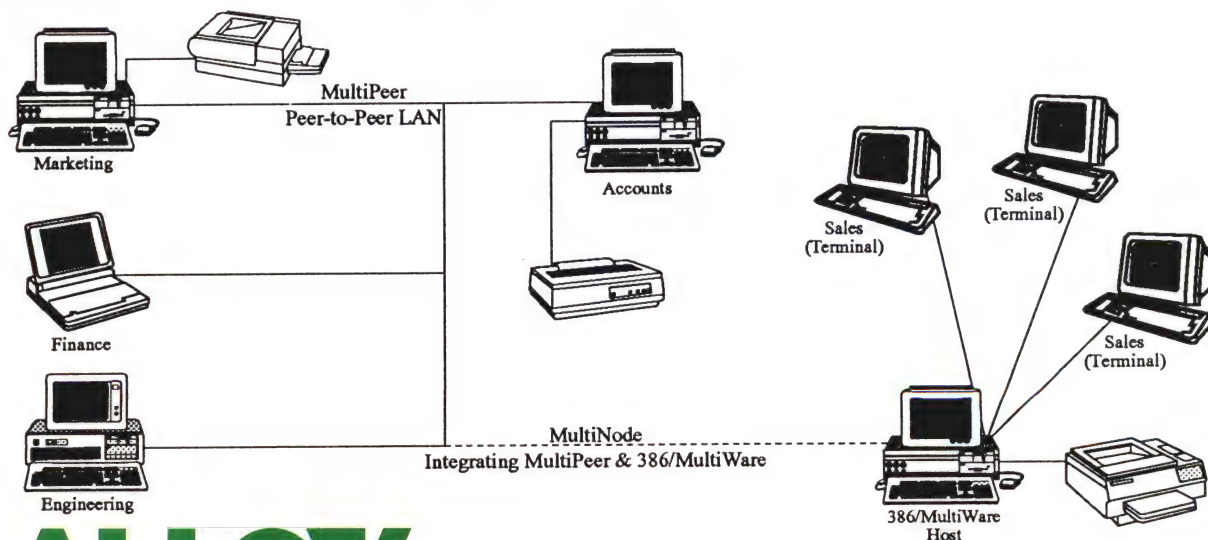 MultiPeer
Peer-to-Peer LAN
Marketing
Accounts
Sales
(Terminal)
Sales
(Terminal)
Sales
(Terminal)
Finance
MultiNode
Integrating MultiPeer & 386/MultiWare
Engineering
386/MultiWare
Host